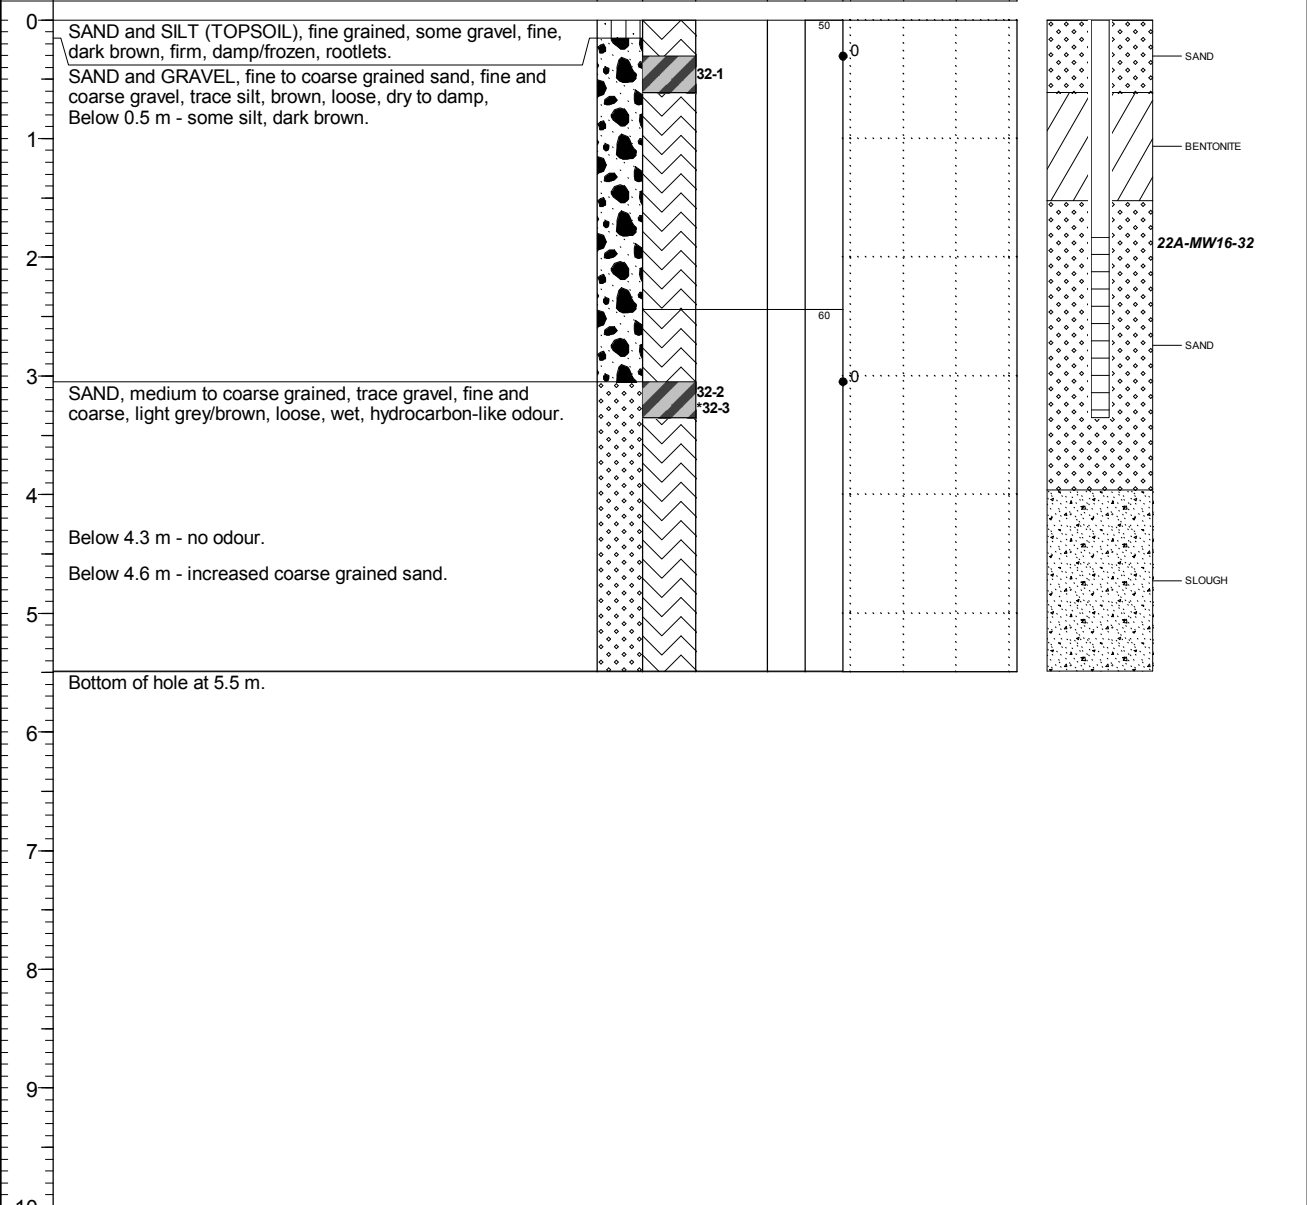 0
SAND and SILT (TOPSOIL), fine grained, some gravel, fine,
dark brown, firm, damp/frozen, rootlets.
SAND and GRAVEL, fine to coarse grained sand, fine and
coarse gravel, trace silt, brown, loose, dry to damp,
Below 0.5 m - some silt, dark brown.
32-1
50
0
SAND
1
BENTONITE
2
22A-MW16-32
60
SAND
3
0
SAND, medium to coarse grained, trace gravel, fine and
coarse, light grey/brown, loose, wet, hydrocarbon-like odour.
32-2
*32-3
4
Below 4.3 m - no odour.
Below 4.6 m - increased coarse grained sand.
SLOUGH
5
Bottom of hole at 5.5 m.
6
7
8
9